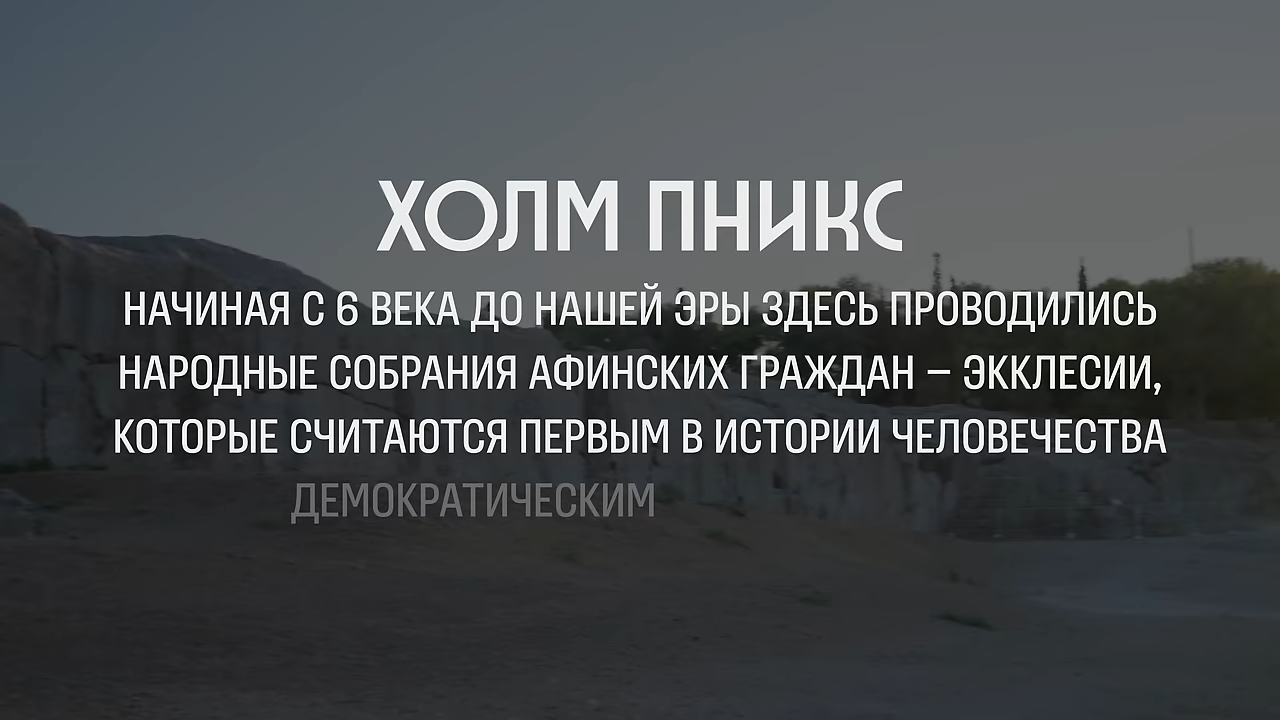 ХОЛМ ПНИКС
НАЧИНАЯ С 6 ВЕКА ДО НАШЕЙ ЭРЫ ЗДЕСЬ ПРОВОДИЛИСЬ
НАРОДНЫЕ СОБРАНИЯ АФИНСКИХ ГРАЖДАН – ЭККЛЕСИИ,
КОТОРЫЕ СЧИТАЮТСЯ ПЕРВЫМ В ИСТОРИИ ЧЕЛОВЕЧЕСТВА
ДЕМОКРАТИЧЕСКИМ